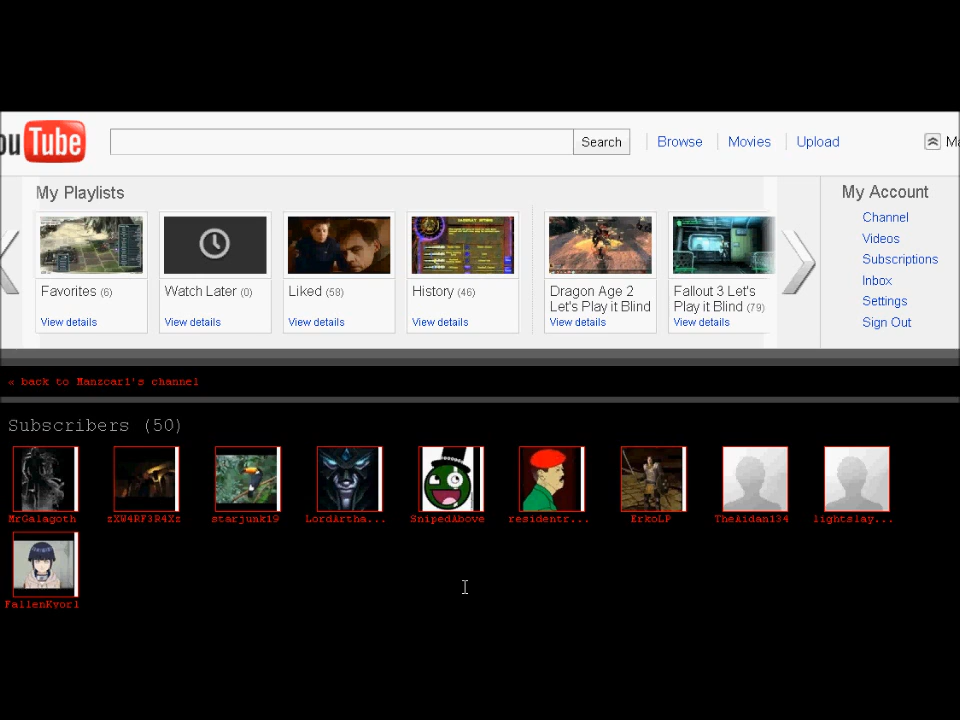 ouTube
Search
Browse
Movies
Upload
Ma
My Playlists
My Account
Favorites (6)
View details
Watch Later (0)
View details
Liked (58)
View details
History (46)
View details
Dragon Age 2
Let's Play it Blind
View details
Fallout 3 Let's
Play it Blind (79)
View details
Channel
Videos
Subscriptions
Inbox
Settings
Sign Out
« back to Manzcar1's channel
Subscribers (50)
MrGalagoth
zXW4RF3R4Xz
starjunk19
LordArtha...
SnipedAbove
residentr...
ErkoLP
TheAidan134
lightslay...